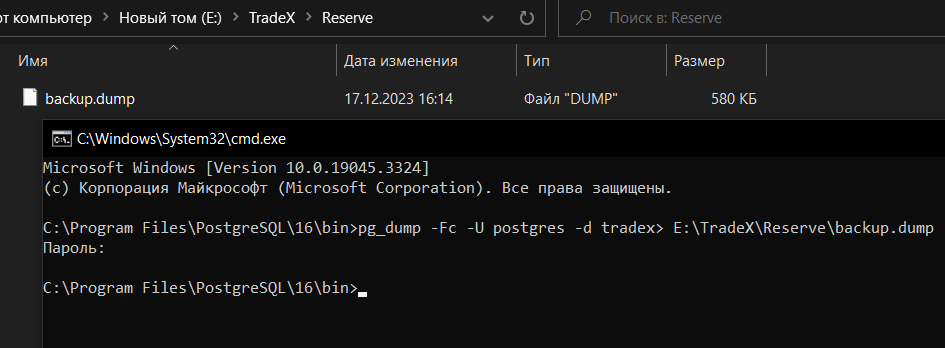 от компьютер > Новый том (E:) > TradeX > Reserve
Поиск в: Reserve
Имя Дата изменения Тип Размер
backup.dump 17.12.2023 16:14 Файл "DUMP" 580 КБ
C:\Windows\System32\cmd.exe
Microsoft Windows [Version 10.0.19045.3324]
(c) Корпорация Майкрософт (Microsoft Corporation). Все права защищены.
C:\Program Files\PostgreSQL\16\bin>pg_dump -Fc -U postgres -d tradex> E:\TradeX\Reserve\backup.dump
Пароль:
C:\Program Files\PostgreSQL\16\bin>